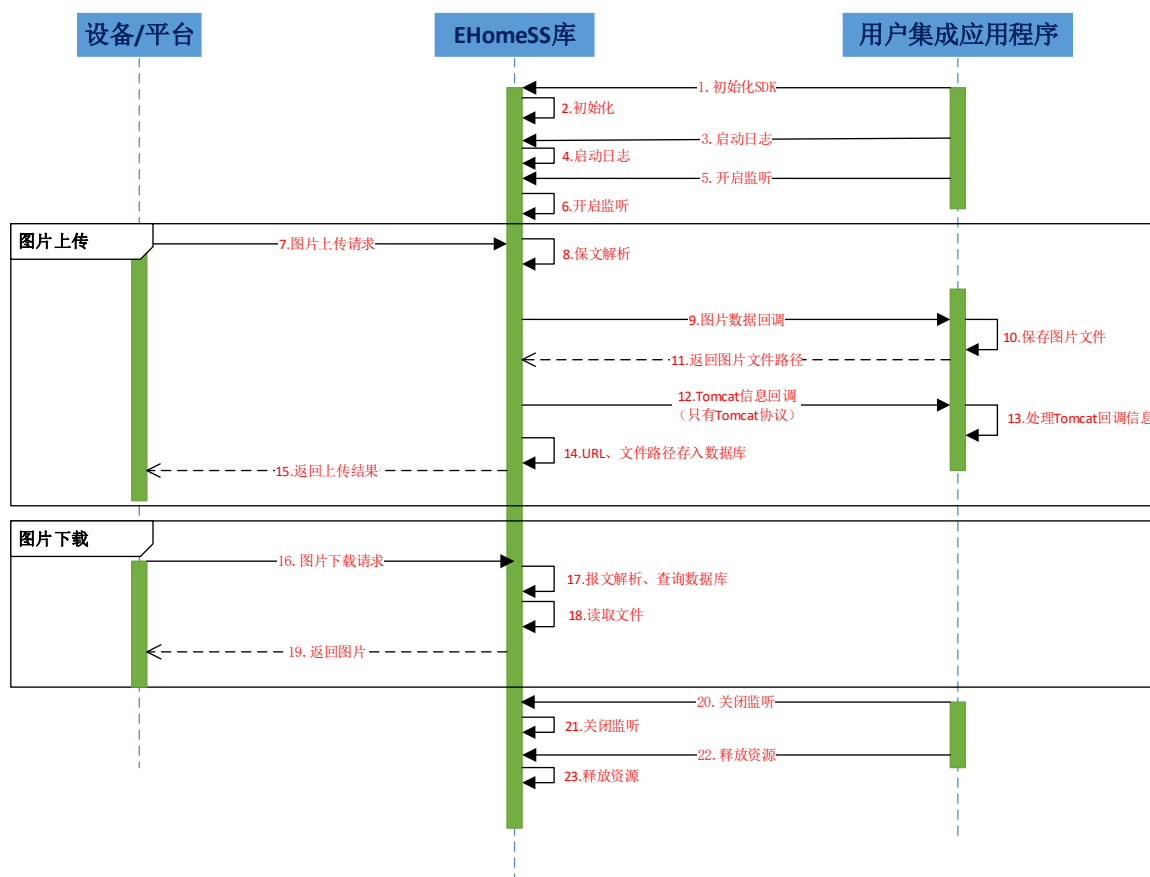 设备/平台
EHomeSS库
用户集成应用程序
1.初始化SDK
2.初始化
3.启动日志
4.启动日志
5.开启监听
6.开启监听
图片上传
7.图片上传请求
8.保文解析
9.图片数据回调
10.保存图片文件
11.返回图片文件路径
12.Tomcat信息回调
（只有Tomcat协议）
13.处理Tomcat回调信息
14.URL、文件路径存入数据库
15.返回上传结果
图片下载
16.图片下载请求
17.报文解析、查询数据库
18.读取文件
19.返回图片
20.关闭监听
21.关闭监听
22.释放资源
23.释放资源